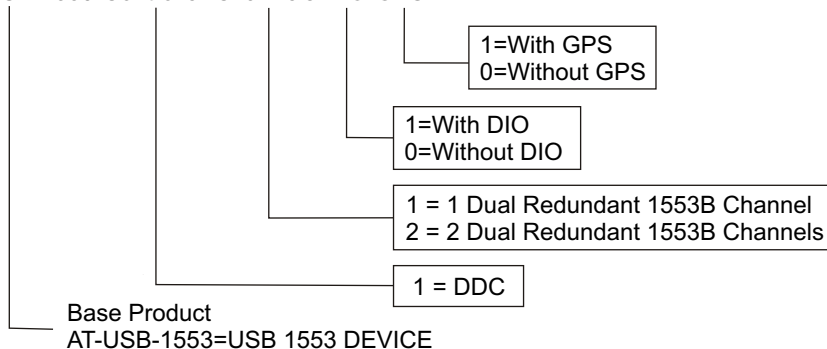 1=With GPS
0=Without GPS
1=With DIO
0=Without DIO
1 = 1 Dual Redundant 1553B Channel
2 = 2 Dual Redundant 1553B Channels
1 = DDC
Base Product
AT-USB-1553=USB 1553 DEVICE